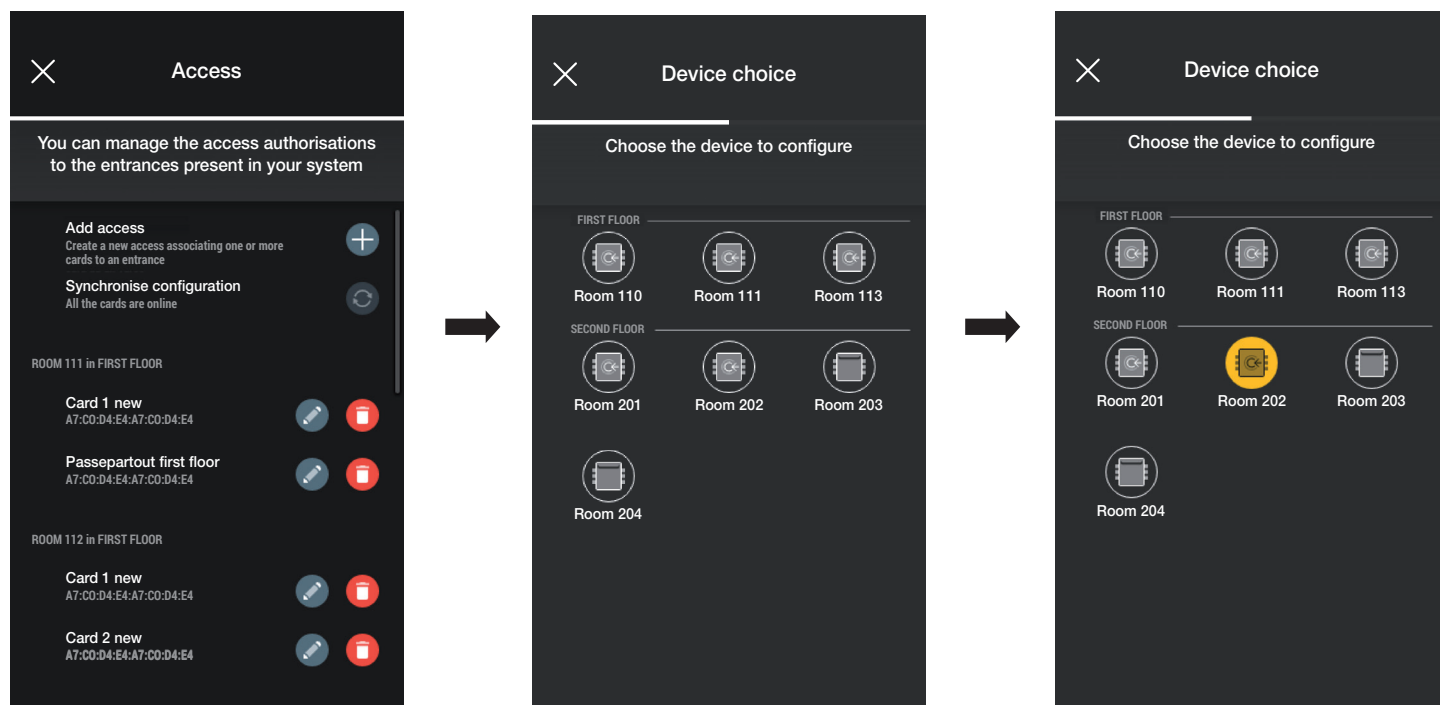 Access
You can manage the access authorisations
to the entrances present in your system
Add access
Create a new access associating one or more
cards to an entrance
Synchronise configuration
All the cards are online
ROOM 111 in FIRST FLOOR
Card 1 new
A7:C0:D4:E4:A7:C0:D4:E4
Passepartout first floor
A7:C0:D4:E4:A7:C0:D4:E4
ROOM 112 in FIRST FLOOR
Card 1 new
A7:C0:D4:E4:A7:C0:D4:E4
Card 2 new
A7:C0:D4:E4:A7:C0:D4:E4
Device choice
Choose the device to configure
FIRST FLOOR
Room 110 Room 111 Room 113
SECOND FLOOR
Room 201 Room 202 Room 203
Room 204
Device choice
Choose the device to configure
FIRST FLOOR
Room 110 Room 111 Room 113
SECOND FLOOR
Room 201 Room 202 Room 203
Room 204